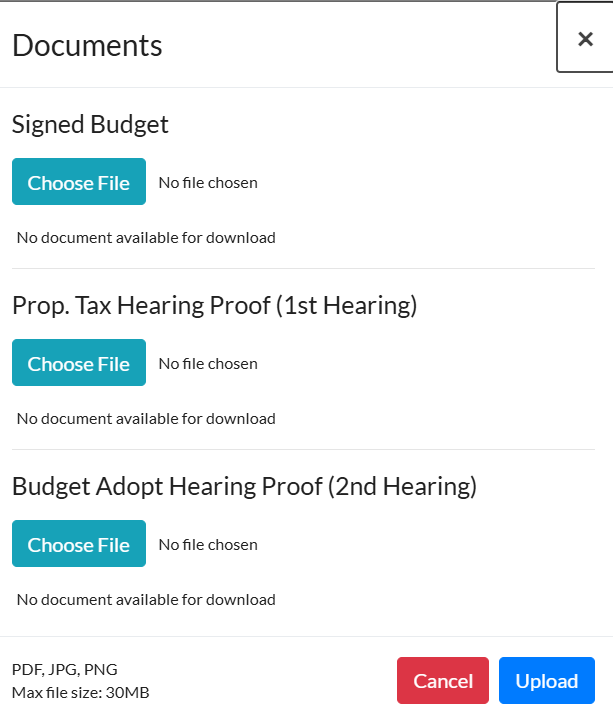 Documents
×
Signed Budget
Choose File No file chosen
No document available for download
Prop. Tax Hearing Proof (1st Hearing)
Choose File No file chosen
No document available for download
Budget Adopt Hearing Proof (2nd Hearing)
Choose File No file chosen
No document available for download
PDF, JPG, PNG
Max file size: 30MB
Cancel Upload